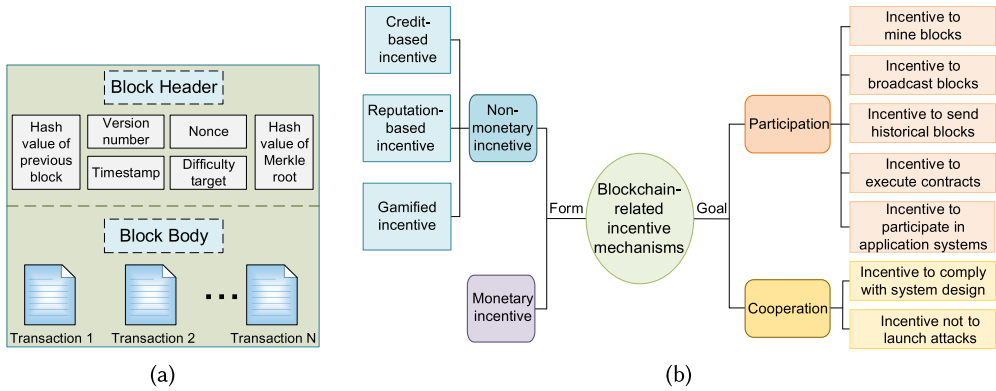 Block Header
Hash
value of
previous
block
Version
number
Nonce
Timestamp
Difficulty
target
Hash
value of
Merkle
root
Block Body
Transaction 1
Transaction 2
Transaction N
(a)
Credit-
based
incentive
Reputation-
based
incentive
Gamified
incentive
Non-
monetary
incnetive
Monetary
incentive
Form
Blockchain-
related
incentive
mechanisms
Goal
Participation
Cooperation
Incentive to
mine blocks
Incentive to
broadcast blocks
Incentive to send
historical blocks
Incentive to
execute contracts
Incentive to
participate in
application systems
Incentive to comply
with system design
Incentive not to
launch attacks
(b)